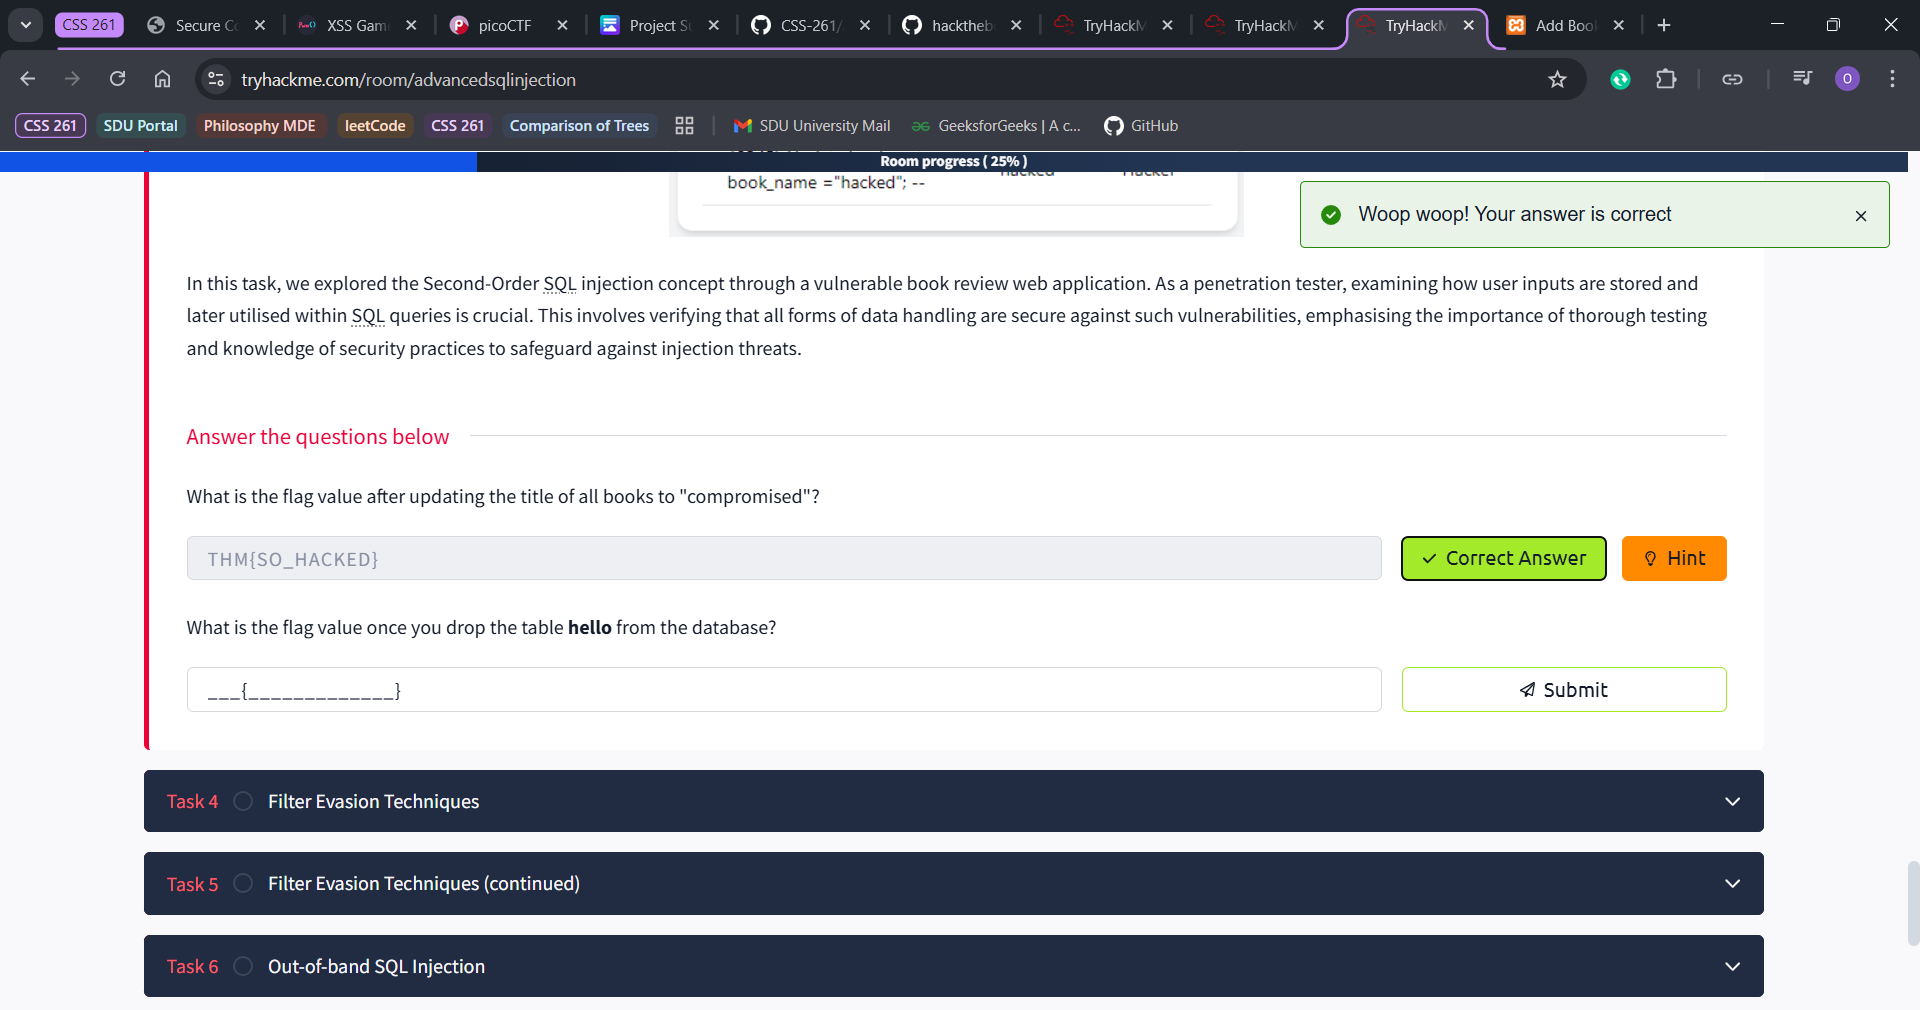 CSS 261
Secure C
XSS Gam
picoCTF
Project S
CSS-261/
hacktheb
TryHackM
TryHackM
TryHackM
Add Boo
tryhackme.com/room/advancedsqlinjection
O
CSS 261
SDU Portal
Philosophy MDE
leetCode
CSS 261
Comparison of Trees
SDU University Mail
GeeksforGeeks | A c...
GitHub
Room progress ( 25% )
book_name ="hacked"; --
Woop woop! Your answer is correct
In this task, we explored the Second-Order SQL injection concept through a vulnerable book review web application. As a penetration tester, examining how user inputs are stored and
later utilised within SQL queries is crucial. This involves verifying that all forms of data handling are secure against such vulnerabilities, emphasising the importance of thorough testing
and knowledge of security practices to safeguard against injection threats.
Answer the questions below
What is the flag value after updating the title of all books to "compromised"?
THM{SO_HACKED}
Correct Answer
Hint
What is the flag value once you drop the table hello from the database?
___{_____________}
Submit
Task 4
Filter Evasion Techniques
Task 5
Filter Evasion Techniques (continued)
Task 6
Out-of-band SQL Injection